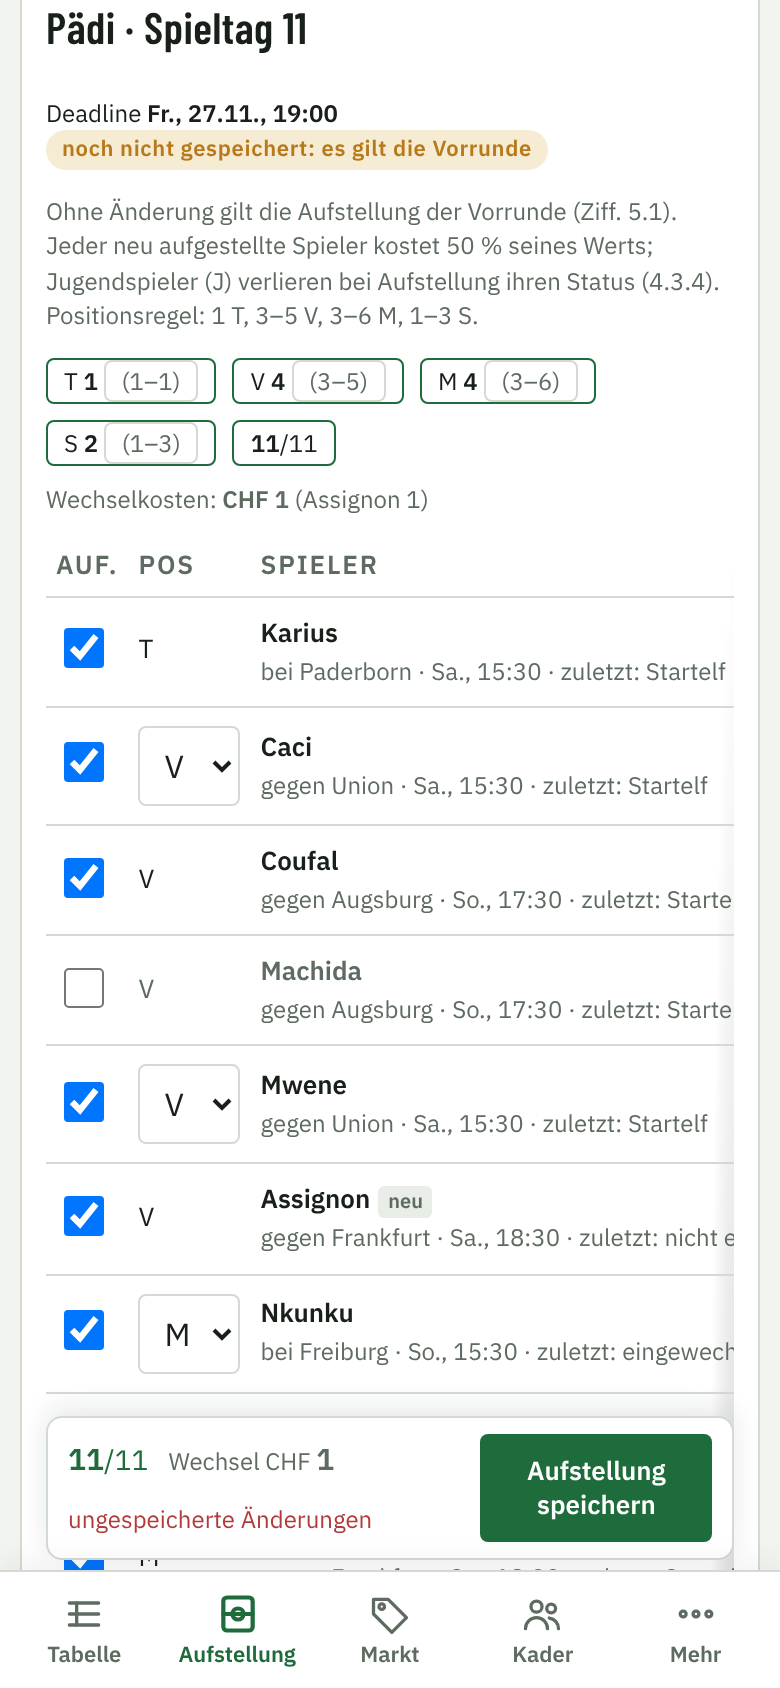 Pädi · Spieltag 11
Deadline Fr., 27.11., 19:00
noch nicht gespeichert: es gilt die Vorrunde
Ohne Änderung gilt die Aufstellung der Vorrunde (Ziff. 5.1).
Jeder neu aufgestellte Spieler kostet 50 % seines Werts;
Jugendspieler (J) verlieren bei Aufstellung ihren Status (4.3.4).
Positionsregel: 1 T, 3–5 V, 3–6 M, 1–3 S.
T 1 (1–1) V 4 (3–5) M 4 (3–6)
S 2 (1–3) 11/11
Wechselkosten: CHF 1 (Assignon 1)
AUF. POS SPIELER
T Karius
bei Paderborn · Sa., 15:30 · zuletzt: Startelf
V Caci
gegen Union · Sa., 15:30 · zuletzt: Startelf
V Coufal
gegen Augsburg · So., 17:30 · zuletzt: Starte
V Machida
gegen Augsburg · So., 17:30 · zuletzt: Starte
V Mwene
gegen Union · Sa., 15:30 · zuletzt: Startelf
V Assignon neu
gegen Frankfurt · Sa., 18:30 · zuletzt: nicht e
M Nkunku
bei Freiburg · So., 15:30 · zuletzt: eingewech
11/11 Wechsel CHF 1
ungespeicherte Änderungen
Aufstellung
speichern
Tabelle Aufstellung Markt Kader Mehr